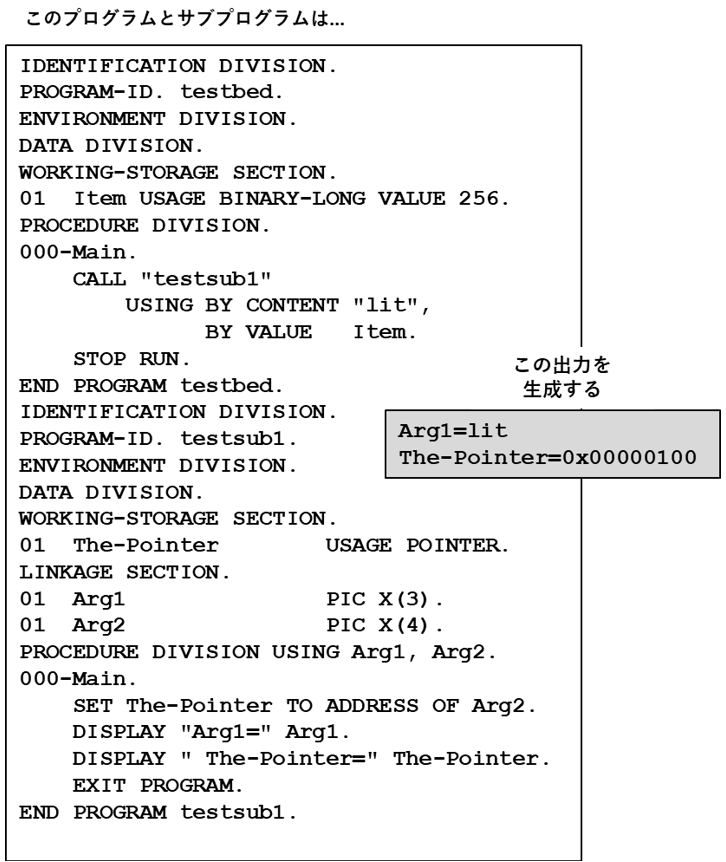 このプログラムとサブプログラムは...
IDENTIFICATION DIVISION.
PROGRAM-ID. testbed.
ENVIRONMENT DIVISION.
DATA DIVISION.
WORKING-STORAGE SECTION.
01  Item USAGE BINARY-LONG VALUE 256.
PROCEDURE DIVISION.
000-Main.
    CALL "testsub1"
        USING BY CONTENT "lit",
              BY VALUE   Item.
    STOP RUN.
END PROGRAM testbed.
IDENTIFICATION DIVISION.
PROGRAM-ID. testsub1.
ENVIRONMENT DIVISION.
DATA DIVISION.
WORKING-STORAGE SECTION.
01  The-Pointer        USAGE POINTER.
LINKAGE SECTION.
01  Arg1               PIC X(3).
01  Arg2               PIC X(4).
PROCEDURE DIVISION USING Arg1, Arg2.
000-Main.
    SET The-Pointer TO ADDRESS OF Arg2.
    DISPLAY "Arg1=" Arg1.
    DISPLAY " The-Pointer=" The-Pointer.
    EXIT PROGRAM.
END PROGRAM testsub1.
この出力を
生成する
Arg1=lit
The-Pointer=0x00000100